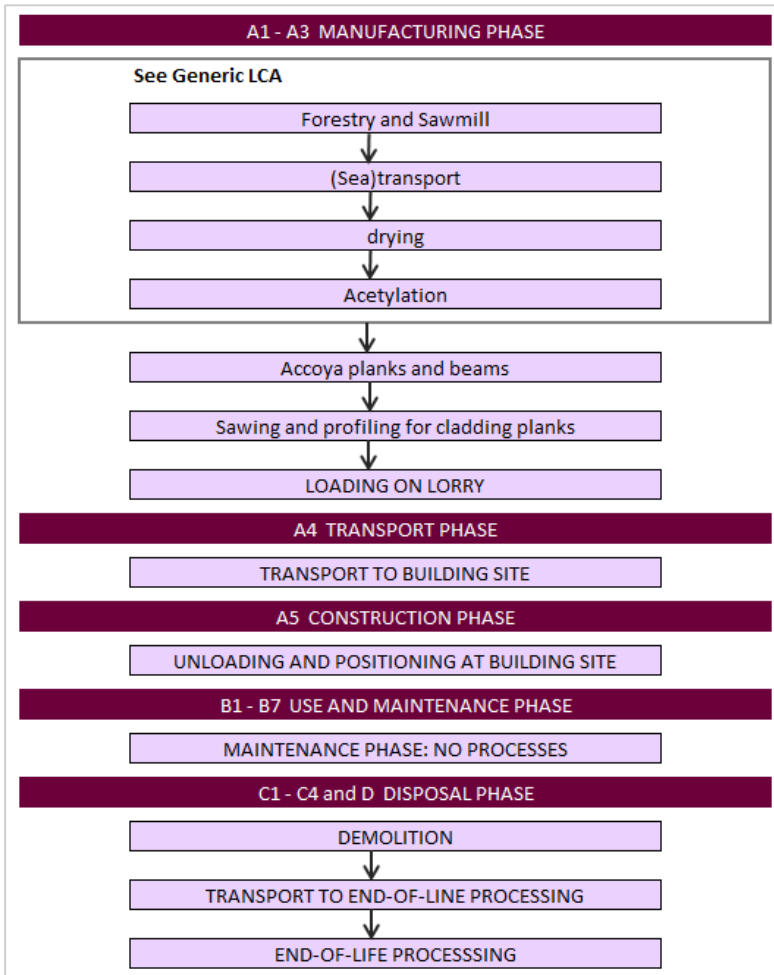 A1 - A3 MANUFACTURING PHASE
See Generic LCA
Forestry and Sawmill
(Sea)transport
drying
Acetylation
Accoya planks and beams
Sawing and profiling for cladding planks
LOADING ON LORRY
A4 TRANSPORT PHASE
TRANSPORT TO BUILDING SITE
A5 CONSTRUCTION PHASE
UNLOADING AND POSITIONING AT BUILDING SITE
B1 - B7 USE AND MAINTENANCE PHASE
MAINTENANCE PHASE: NO PROCESSES
C1 - C4 and D DISPOSAL PHASE
DEMOLITION
TRANSPORT TO END-OF-LINE PROCESSING
END-OF-LIFE PROCESSSING